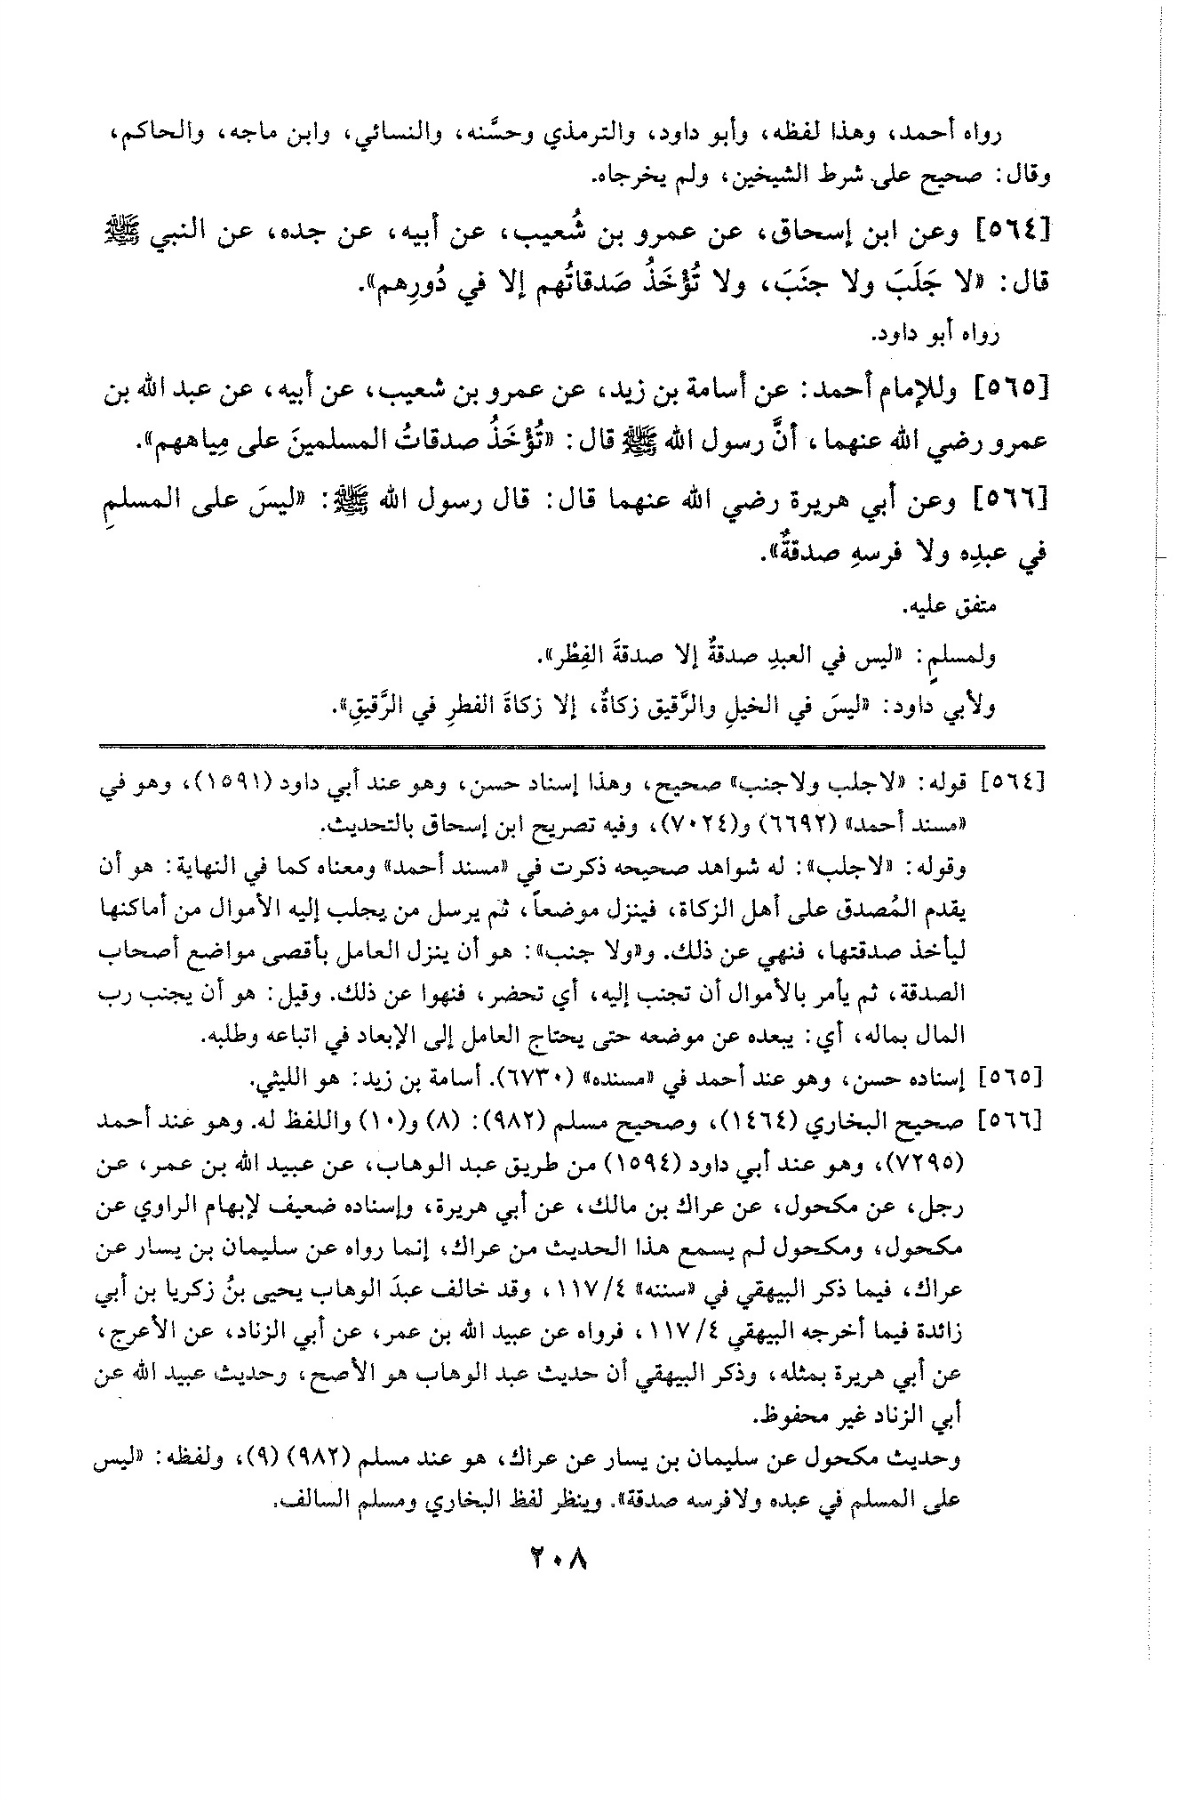 رواه أحمد، وهذا لفظه، وأبو داود، والترمذي وحسَّنه، والنسائي، وابن ماجه، والحاكم،
وقال: صحيح على شرط الشيخين، ولم يخرجاه.
[٥٦٤] وعن ابن إسحاق، عن عمرو بن شُعيب، عن أبيه، عن جده، عن النبي ﷺ
قال: «لا جَلَبَ ولا جنَبَ، ولا تُؤْخَذُ صَدقاتُهم إلا في دُورِهم».
رواه أبو داود.
[٥٦٥] وللإمام أحمد: عن أسامة بن زيد، عن عمرو بن شعيب، عن أبيه، عن عبد الله بن
عمرو رضي الله عنهما، أنَّ رسول الله ﷺ قال: «تُؤْخَذُ صدقاتُ المسلمينَ على مِياههم».
[٥٦٦] وعن أبي هريرة رضي الله عنهما قال: قال رسول الله ﷺ: «ليسَ على المسلمِ
في عبدِه ولا فرسهِ صدقةٌ».
متفق عليه.
ولمسلمٍ: «ليس في العبدِ صدقةٌ إلا صدقةَ الفِطْر».
ولأبي داود: «ليسَ في الخيلِ والرَّقيق زكاةٌ، إلا زكاةَ الفطرِ في الرَّقيقِ».
[٥٦٤] قوله: «لاجلب ولاجنب» صحيح، وهذا إسناد حسن، وهو عند أبي داود (١٥٩١)، وهو في
«مسند أحمد» (٦٦٩٢) و(٧٠٢٤)، وفيه تصريح ابن إسحاق بالتحديث.
وقوله: «لاجلب»: له شواهد صحيحه ذكرت في «مسند أحمد» ومعناه كما في النهاية: هو أن
يقدم المُصدق على أهل الزكاة، فينزل موضعاً، ثم يرسل من يجلب إليه الأموال من أماكنها
ليأخذ صدقتها، فنهي عن ذلك. و«ولا جنب»: هو أن ينزل العامل بأقصى مواضع أصحاب
الصدقة، ثم يأمر بالأموال أن تجنب إليه، أي تحضر، فنهوا عن ذلك. وقيل: هو أن يجنب رب
المال بماله، أي: يبعده عن موضعه حتى يحتاج العامل إلى الإبعاد في اتباعه وطلبه.
[٥٦٥] إسناده حسن، وهو عند أحمد في «مسنده» (٦٧٣٠). أسامة بن زيد: هو الليثي.
[٥٦٦] صحيح البخاري (١٤٦٤)، وصحيح مسلم (٩٨٢): (٨) و(١٠) واللفظ له. وهو عند أحمد
(٧٢٩٥)، وهو عند أبي داود (١٥٩٤) من طريق عبد الوهاب، عن عبيد الله بن عمر، عن
رجل، عن مكحول، عن عراك بن مالك، عن أبي هريرة، وإسناده ضعيف لإبهام الراوي عن
مكحول، ومكحول لم يسمع هذا الحديث من عراك، إنما رواه عن سليمان بن يسار عن
عراك، فيما ذكر البيهقي في «سننه» ٤/ ١١٧، وقد خالف عبدَ الوهاب يحيى بنُ زكريا بن أبي
زائدة فيما أخرجه البيهقي ٤/ ١١٧، فرواه عن عبيد الله بن عمر، عن أبي الزناد، عن الأعرج،
عن أبي هريرة بمثله، وذكر البيهقي أن حديث عبد الوهاب هو الأصح، وحديث عبيد الله عن
أبي الزناد غير محفوظ.
وحديث مكحول عن سليمان بن يسار عن عراك، هو عند مسلم (٩٨٢) (٩)، ولفظه: «ليس
على المسلم في عبده ولافرسه صدقة». وينظر لفظ البخاري ومسلم السالف.
٢٠٨